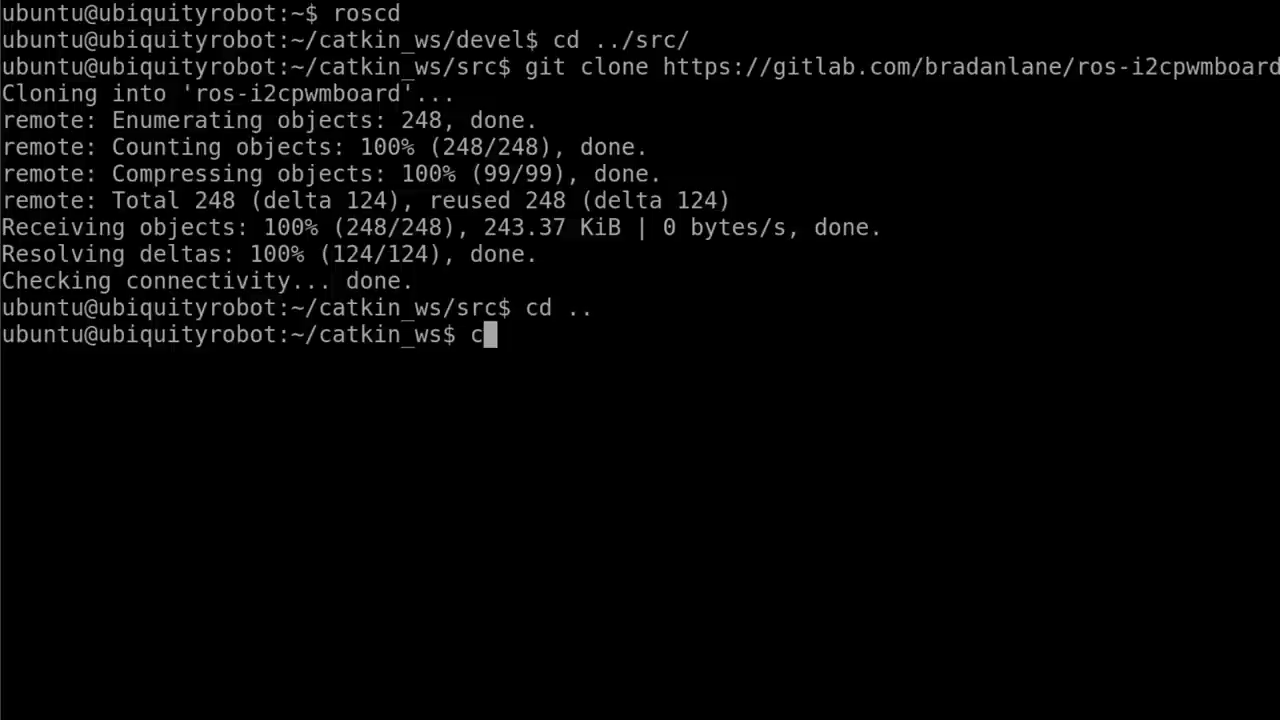 ubuntu@ubiquityrobot:~$ roscd
ubuntu@ubiquityrobot:~/catkin_ws/devel$ cd ../src/
ubuntu@ubiquityrobot:~/catkin_ws/src$ git clone https://gitlab.com/bradanlane/ros-i2cpwmboard
Cloning into 'ros-i2cpwmboard'...
remote: Enumerating objects: 248, done.
remote: Counting objects: 100% (248/248), done.
remote: Compressing objects: 100% (99/99), done.
remote: Total 248 (delta 124), reused 248 (delta 124)
Receiving objects: 100% (248/248), 243.37 KiB | 0 bytes/s, done.
Resolving deltas: 100% (124/124), done.
Checking connectivity... done.
ubuntu@ubiquityrobot:~/catkin_ws/src$ cd ..
ubuntu@ubiquityrobot:~/catkin_ws$ c